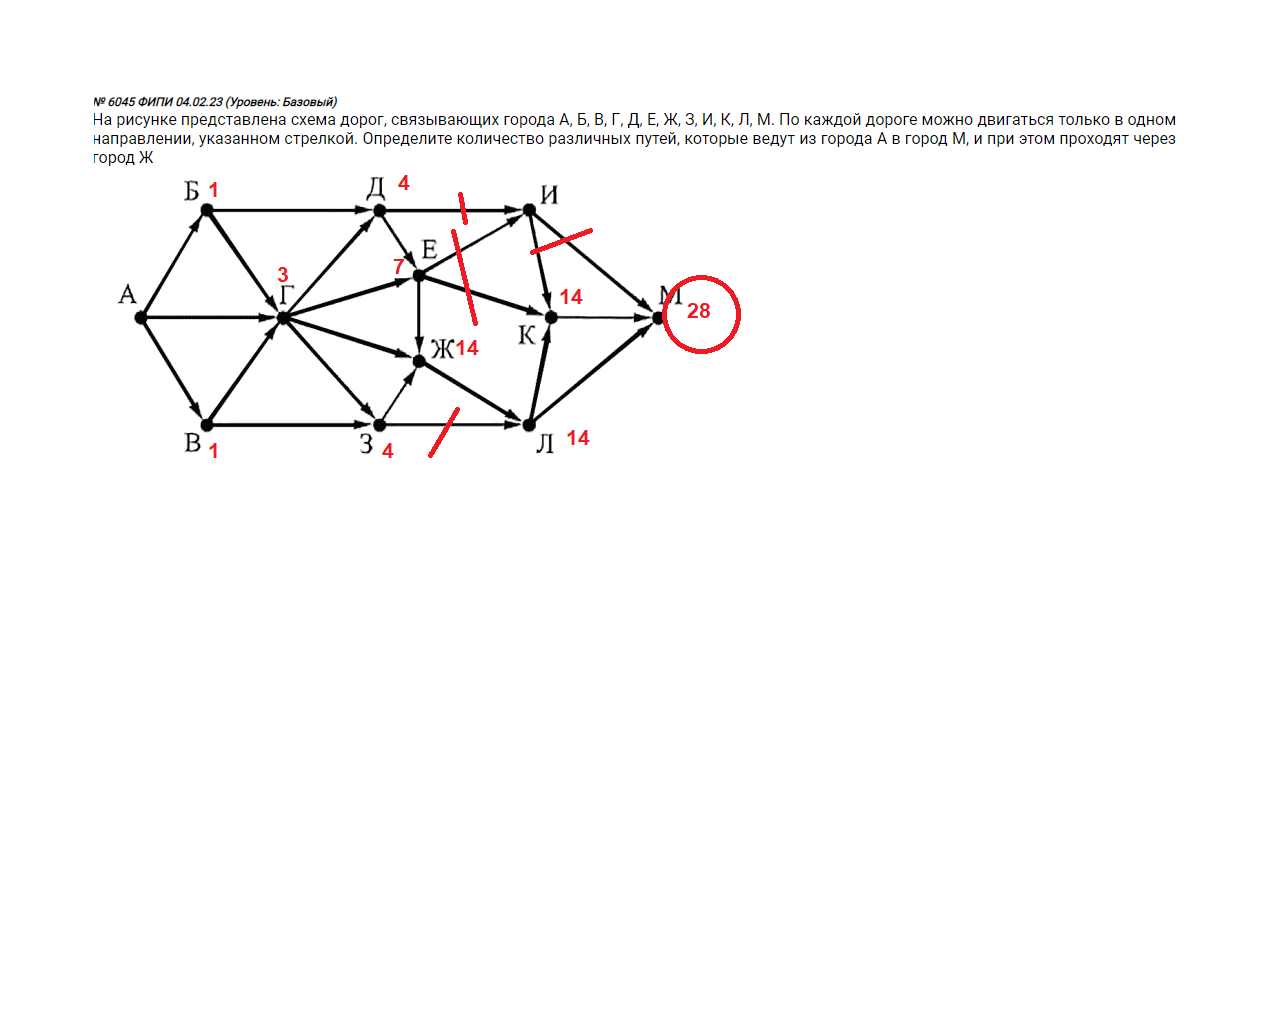 № 6045 ФИПИ 04.02.23 (Уровень: Базовый)
На рисунке представлена схема дорог, связывающих города А, Б, В, Г, Д, Е, Ж, З, И, К, Л, М. По каждой дороге можно двигаться только в одном
направлении, указанном стрелкой. Определите количество различных путей, которые ведут из города А в город М, и при этом проходят через
город Ж
Б 1
Д 4
И
Е
7
3
Г
А
14
М
28
К
Ж 14
В 1
З 4
Л 14